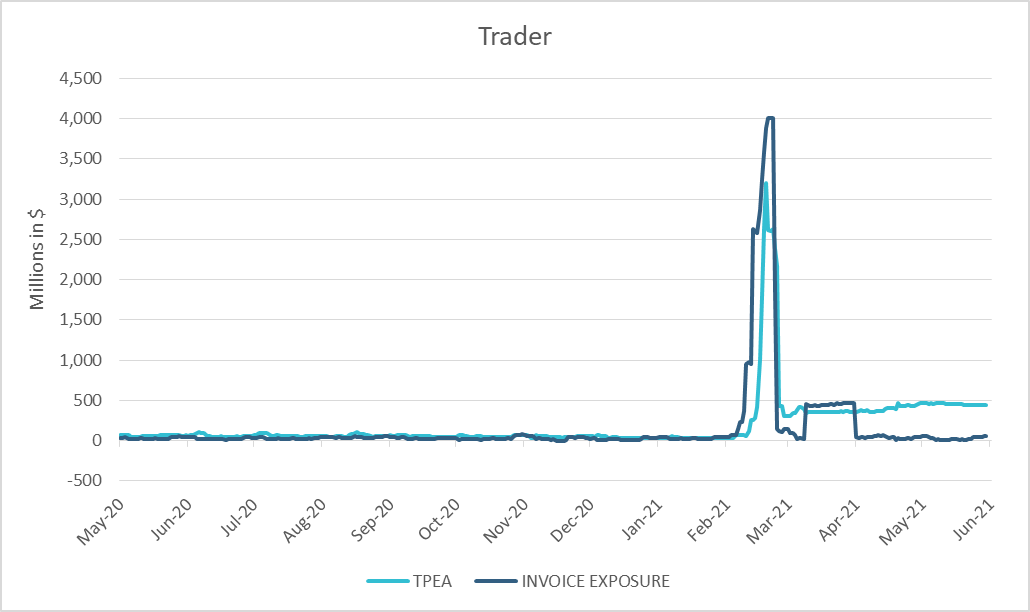 Trader
Millions in $
4,500
4,000
3,500
3,000
2,500
2,000
1,500
1,000
500
0
-500
May-20 Jun-20 Jul-20 Aug-20 Sep-20 Oct-20 Nov-20 Dec-20 Jan-21 Feb-21 Mar-21 Apr-21 May-21 Jun-21
TPEA INVOICE EXPOSURE